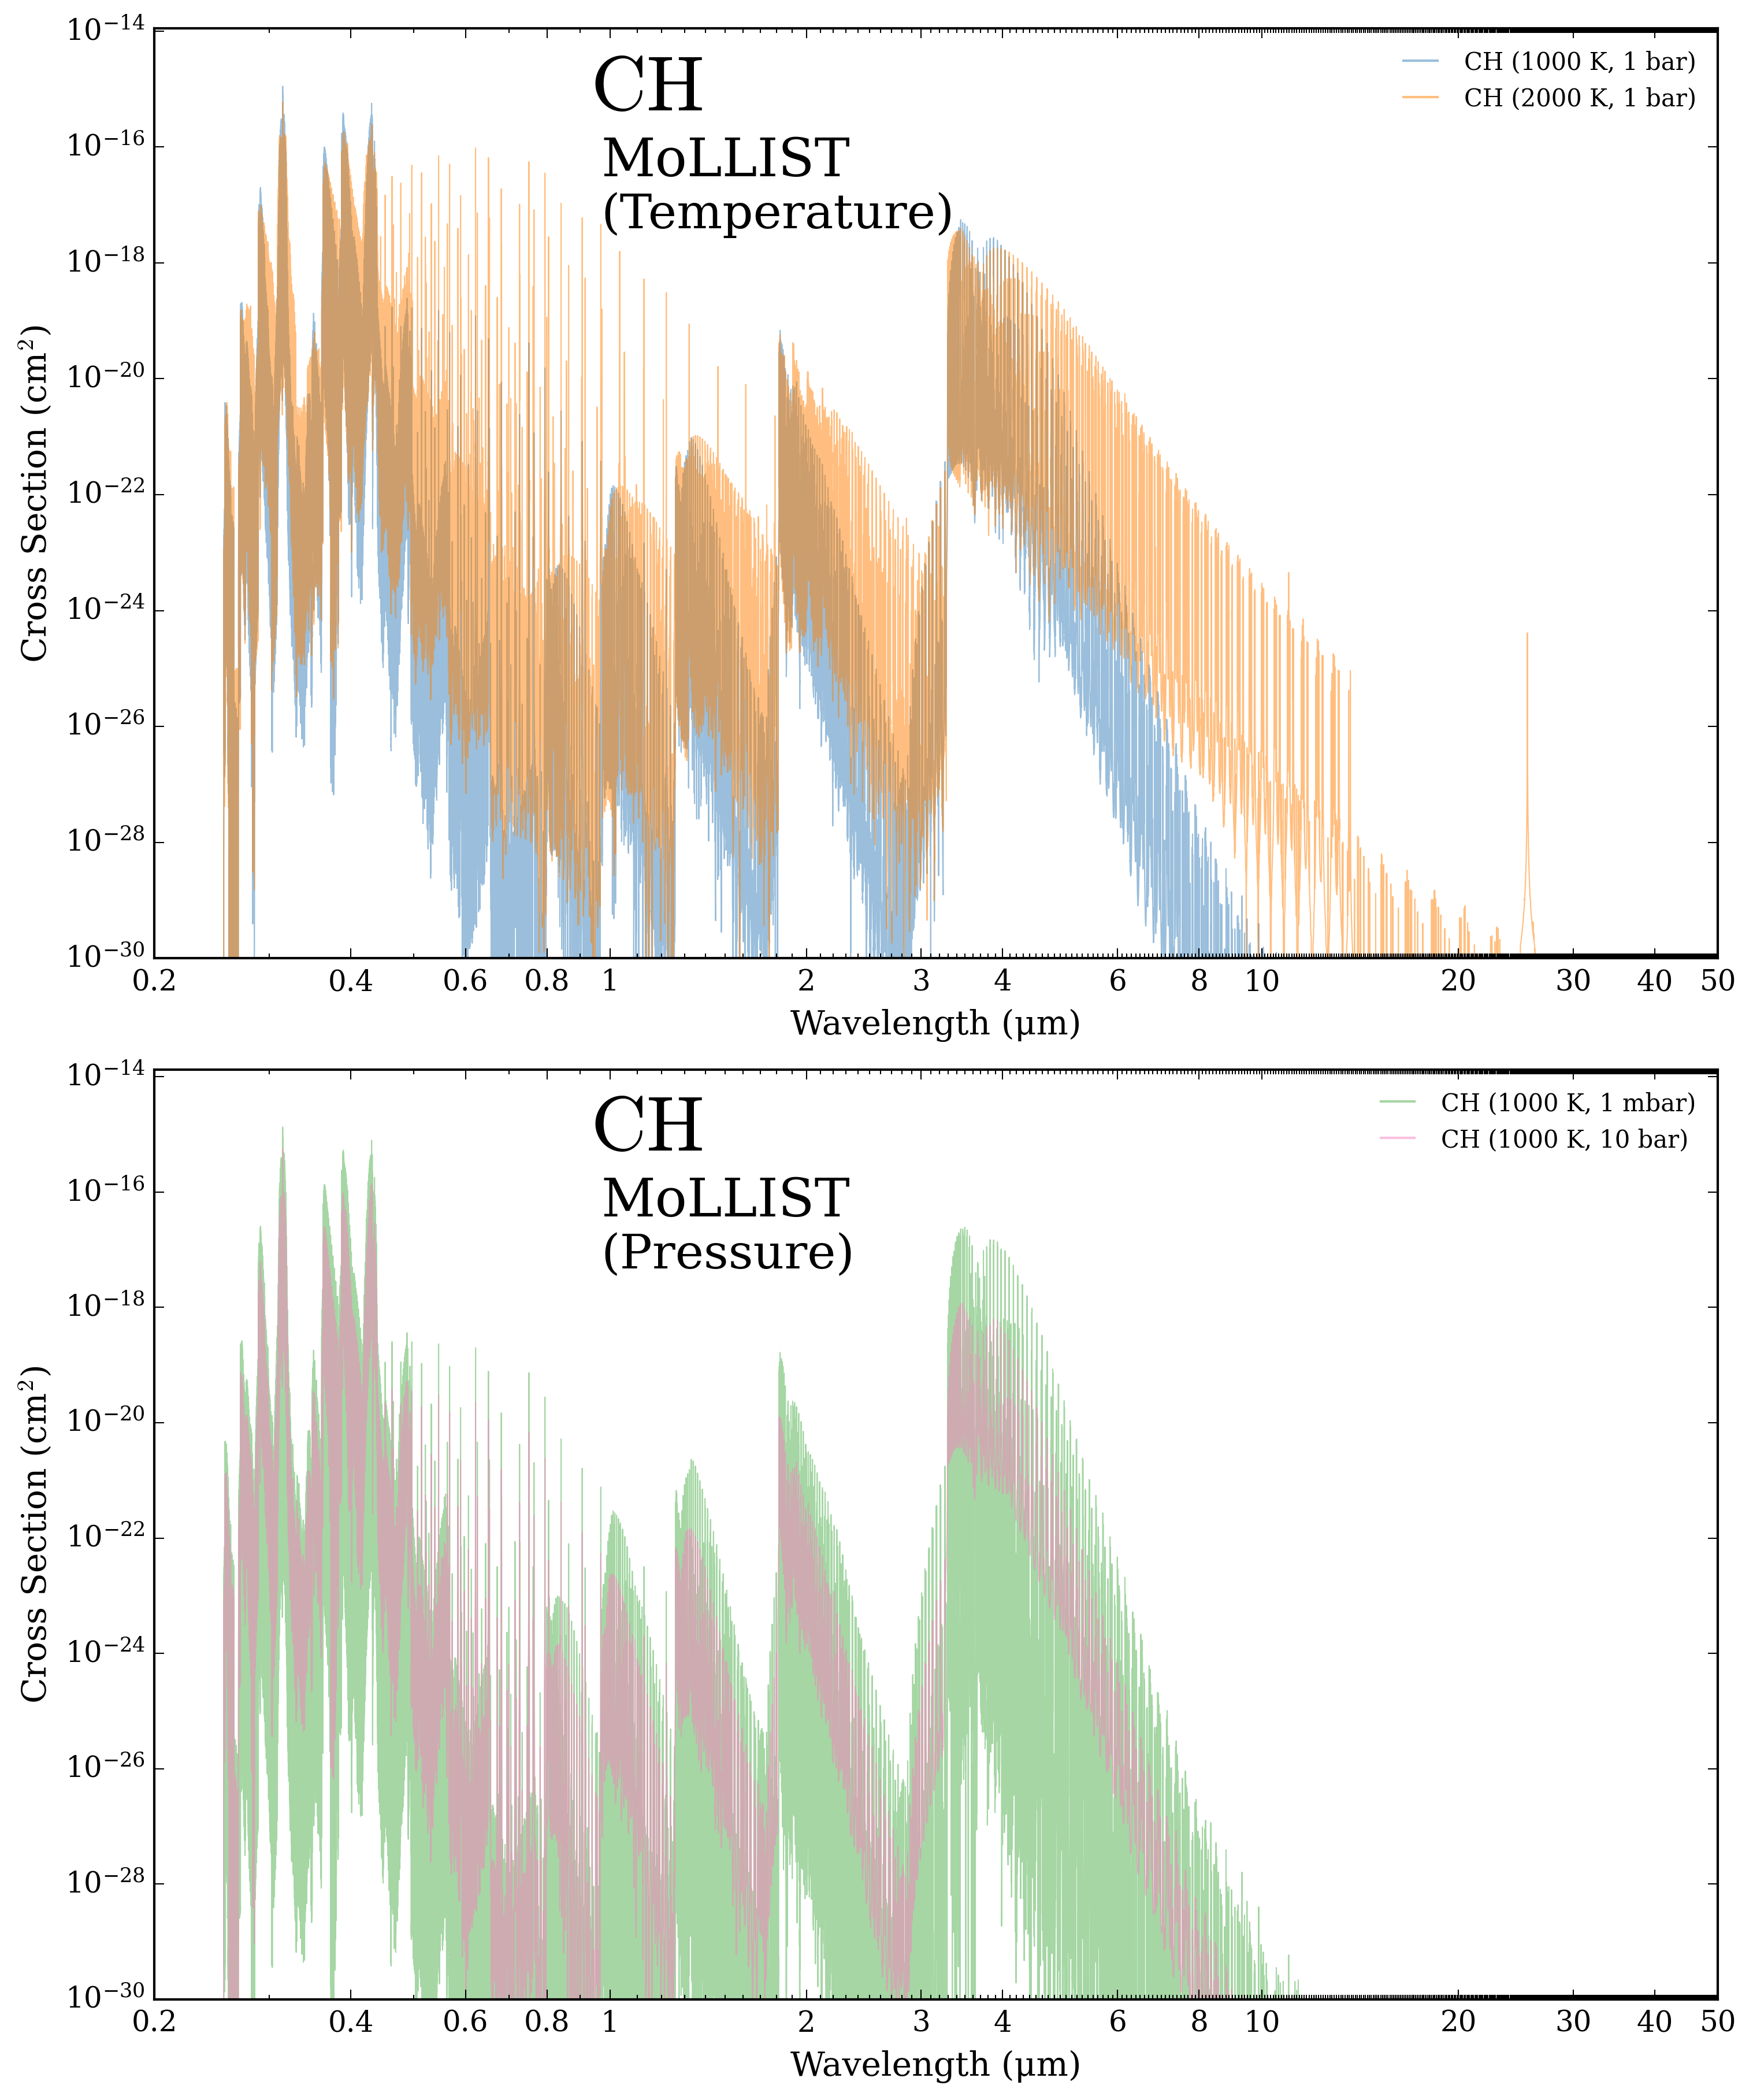 CH
MoLLIST
(Temperature)
CH (1000 K, 1 bar)
CH (2000 K, 1 bar)
Cross Section (cm²)
10⁻¹⁴
10⁻¹⁶
10⁻¹⁸
10⁻²⁰
10⁻²²
10⁻²⁴
10⁻²⁶
10⁻²⁸
10⁻³⁰
0.2 0.4 0.6 0.8 1 2 3 4 6 8 10 20 30 40 50
Wavelength (μm)
CH
MoLLIST
(Pressure)
CH (1000 K, 1 mbar)
CH (1000 K, 10 bar)
Cross Section (cm²)
10⁻¹⁴
10⁻¹�6
10⁻¹⁸
10⁻²⁰
10⁻²²
10⁻²⁴
10⁻²⁶
10⁻²⁸
10⁻³⁰
0.2 0.4 0.6 0.8 1 2 3 4 6 8 10 20 30 40 50
Wavelength (μm)